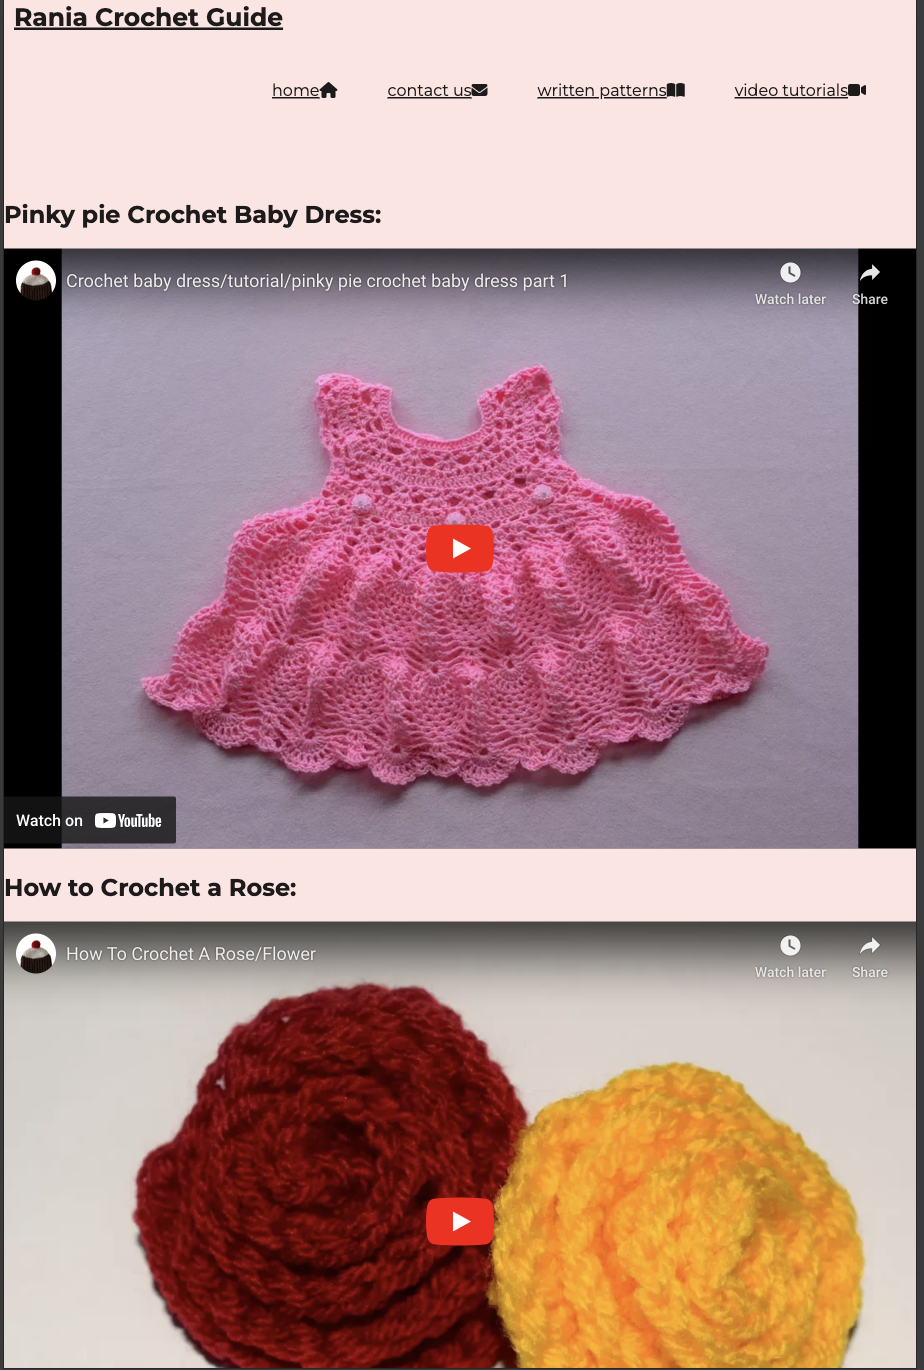 Rania Crochet Guide
home contact us written patterns video tutorials
Pinky pie Crochet Baby Dress:
Crochet baby dress/tutorial/pinky pie crochet baby dress part 1
Watch later Share
Watch on YouTube
How to Crochet a Rose:
How To Crochet A Rose/Flower
Watch later Share